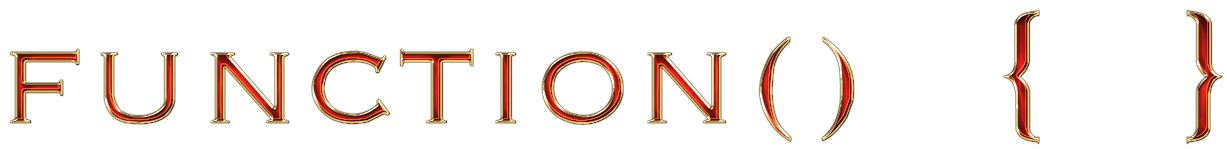 FUNCTION() { }